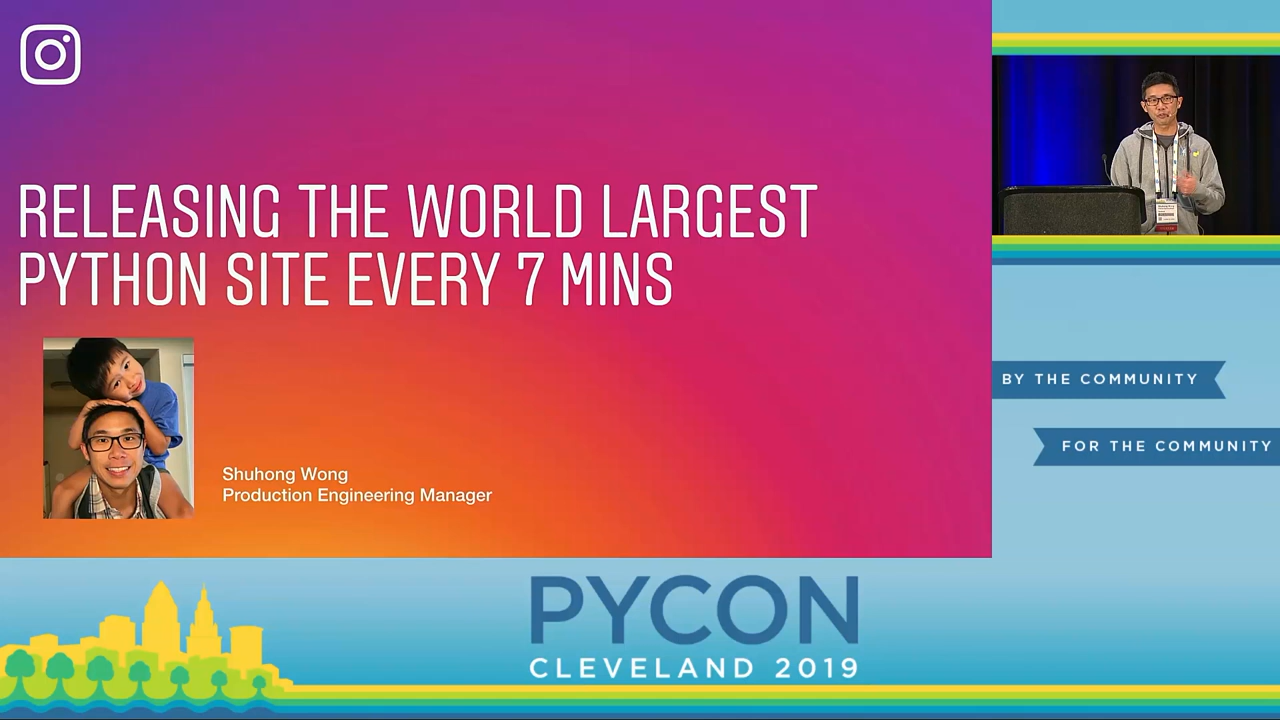 RELEASING THE WORLD LARGEST
PYTHON SITE EVERY 7 MINS
Shuhong Wong
Production Engineering Manager
BY THE COMMUNITY
FOR THE COMMUNITY
PYCON
CLEVELAND 2019